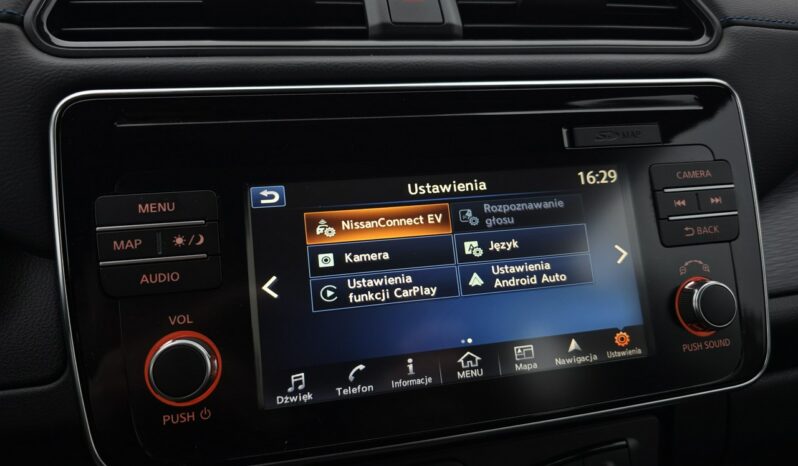 SD MAP
MENU
MAP
AUDIO
VOL
PUSH
Ustawienia
16:29
NissanConnect EV
Rozpoznawanie
głosu
Kamera
Język
Ustawienia
funkcji CarPlay
Ustawienia
Android Auto
Dźwięk
Telefon
Informacje
MENU
Mapa
Nawigacja
Ustawienia
CAMERA
BACK
PUSH SOUND